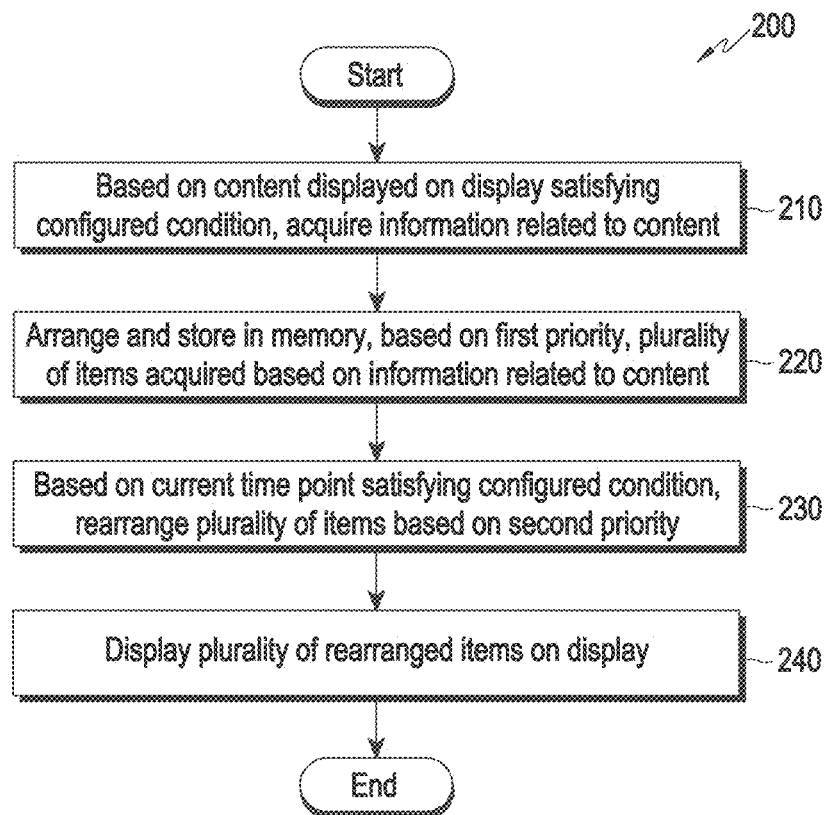 200
Start
Based on content displayed on display satisfying
configured condition, acquire information related to content
210
Arrange and store in memory, based on first priority, plurality
of items acquired based on information related to content
220
Based on current time point satisfying configured condition,
rearrange plurality of items based on second priority
230
Display plurality of rearranged items on display
240
End